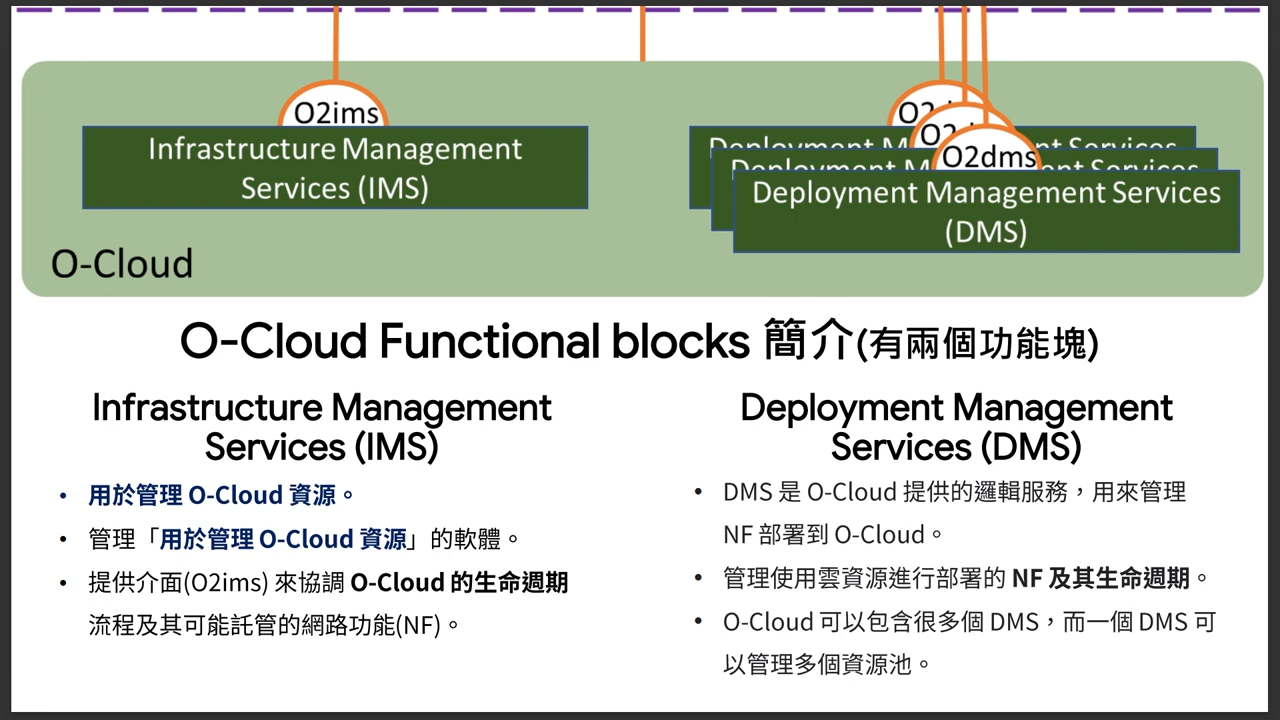 O2ims
Infrastructure Management
Services (IMS)
O2dms
Deployment Management Services
(DMS)
O-Cloud
O-Cloud Functional blocks 簡介(有兩個功能塊)
Infrastructure Management
Services (IMS)
• 用於管理 O-Cloud 資源。
• 管理「用於管理 O-Cloud 資源」的軟體。
• 提供介面(O2ims) 來協調 O-Cloud 的生命週期
流程及其可能託管的網路功能(NF)。
Deployment Management
Services (DMS)
• DMS 是 O-Cloud 提供的邏輯服務,用來管理
NF 部署到 O-Cloud。
• 管理使用雲資源進行部署的 NF 及其生命週期。
• O-Cloud 可以包含很多個 DMS,而一個 DMS 可
以管理多個資源池。